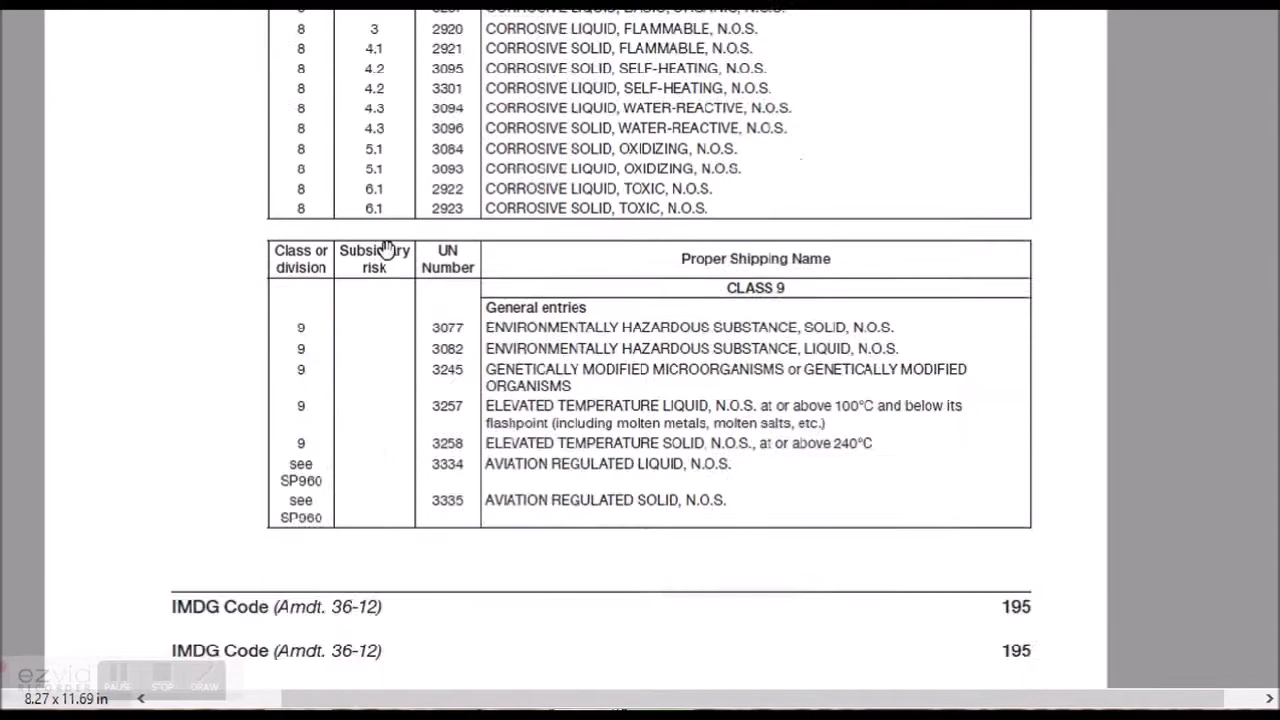 8 3 2920 CORROSIVE LIQUID, FLAMMABLE, N.O.S.
8 4.1 2921 CORROSIVE SOLID, FLAMMABLE, N.O.S.
8 4.2 3095 CORROSIVE SOLID, SELF-HEATING, N.O.S.
8 4.2 3301 CORROSIVE LIQUID, SELF-HEATING, N.O.S.
8 4.3 3094 CORROSIVE LIQUID, WATER-REACTIVE, N.O.S.
8 4.3 3096 CORROSIVE SOLID, WATER-REACTIVE, N.O.S.
8 5.1 3084 CORROSIVE SOLID, OXIDIZING, N.O.S.
8 5.1 3093 CORROSIVE LIQUID, OXIDIZING, N.O.S.
8 6.1 2922 CORROSIVE LIQUID, TOXIC, N.O.S.
8 6.1 2923 CORROSIVE SOLID, TOXIC, N.O.S.
Class or division Subsidiary risk UN Number Proper Shipping Name
CLASS 9
General entries
9 3077 ENVIRONMENTALLY HAZARDOUS SUBSTANCE, SOLID, N.O.S.
9 3082 ENVIRONMENTALLY HAZARDOUS SUBSTANCE, LIQUID, N.O.S.
9 3245 GENETICALLY MODIFIED MICROORGANISMS or GENETICALLY MODIFIED
ORGANISMS
9 3257 ELEVATED TEMPERATURE LIQUID, N.O.S. at or above 100°C and below its
flashpoint (including molten metals, molten salts, etc.)
9 3258 ELEVATED TEMPERATURE SOLID, N.O.S., at or above 240°C
see 3334 AVIATION REGULATED LIQUID, N.O.S.
SP960
see 3335 AVIATION REGULATED SOLID, N.O.S.
SP960
IMDG Code (Amdt. 36-12) 195
IMDG Code (Amdt. 36-12) 195
ezvid
RECORDER PAUSE STOP DRAW
8.27 x 11.69 in